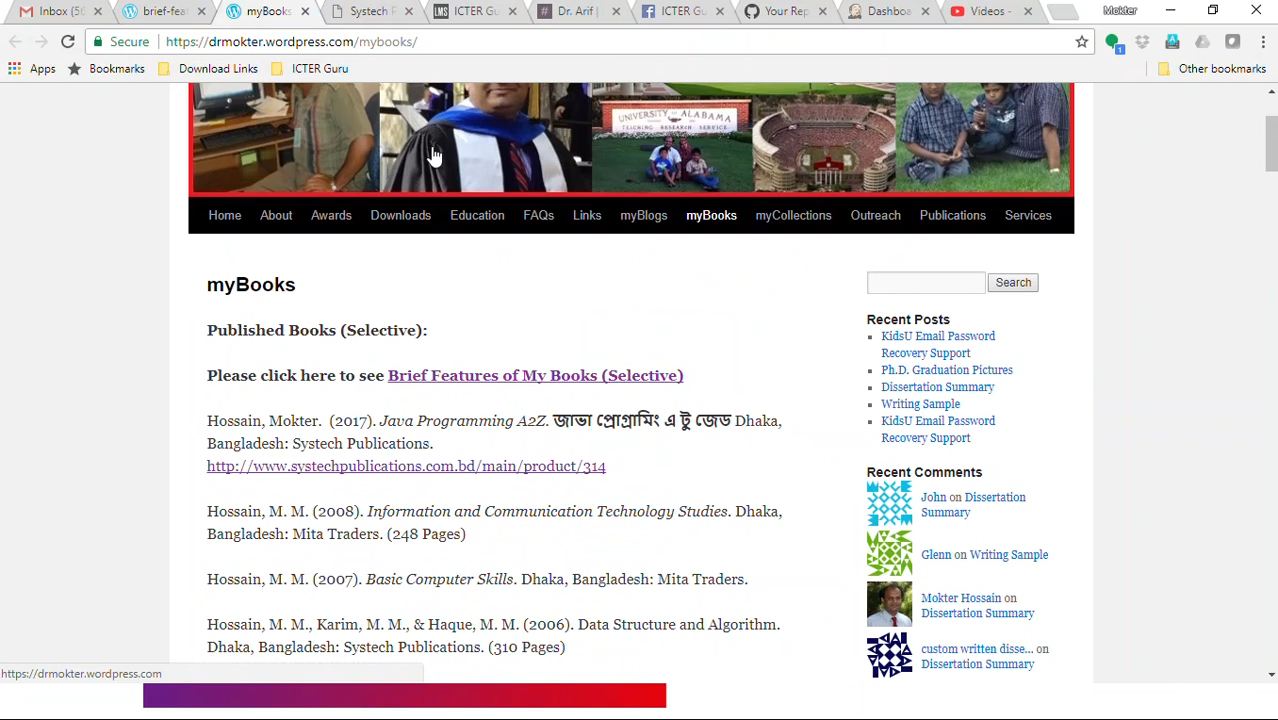 Inbox (56
brief-feat
myBooks
Systech P
ICTER Gu
Dr. Arif |
ICTER Gu
Your Rep
Dashboa
Videos -
Mokter
Secure
https://drmokter.wordpress.com/mybooks/
1
Apps
Bookmarks
Download Links
ICTER Guru
Other bookmarks
UNIVERSITY OF ALABAMA
TEACHING RESEARCH SERVICE
Home About Awards Downloads Education FAQs Links myBlogs myBooks myCollections Outreach Publications Services
myBooks
Published Books (Selective):
Please click here to see Brief Features of My Books (Selective)
Hossain, Mokter. (2017). Java Programming A2Z. জাভা প্রোগ্রামিং এ টু জেড Dhaka,
Bangladesh: Systech Publications.
http://www.systechpublications.com.bd/main/product/314
Hossain, M. M. (2008). Information and Communication Technology Studies. Dhaka,
Bangladesh: Mita Traders. (248 Pages)
Hossain, M. M. (2007). Basic Computer Skills. Dhaka, Bangladesh: Mita Traders.
Hossain, M. M., Karim, M. M., & Haque, M. M. (2006). Data Structure and Algorithm.
Dhaka, Bangladesh: Systech Publications. (310 Pages)
Search
Recent Posts
KidsU Email Password
Recovery Support
Ph.D. Graduation Pictures
Dissertation Summary
Writing Sample
KidsU Email Password
Recovery Support
Recent Comments
John on Dissertation
Summary
Glenn on Writing Sample
Mokter Hossain on
Dissertation Summary
custom written disse... on
Dissertation Summary
https://drmokter.wordpress.com